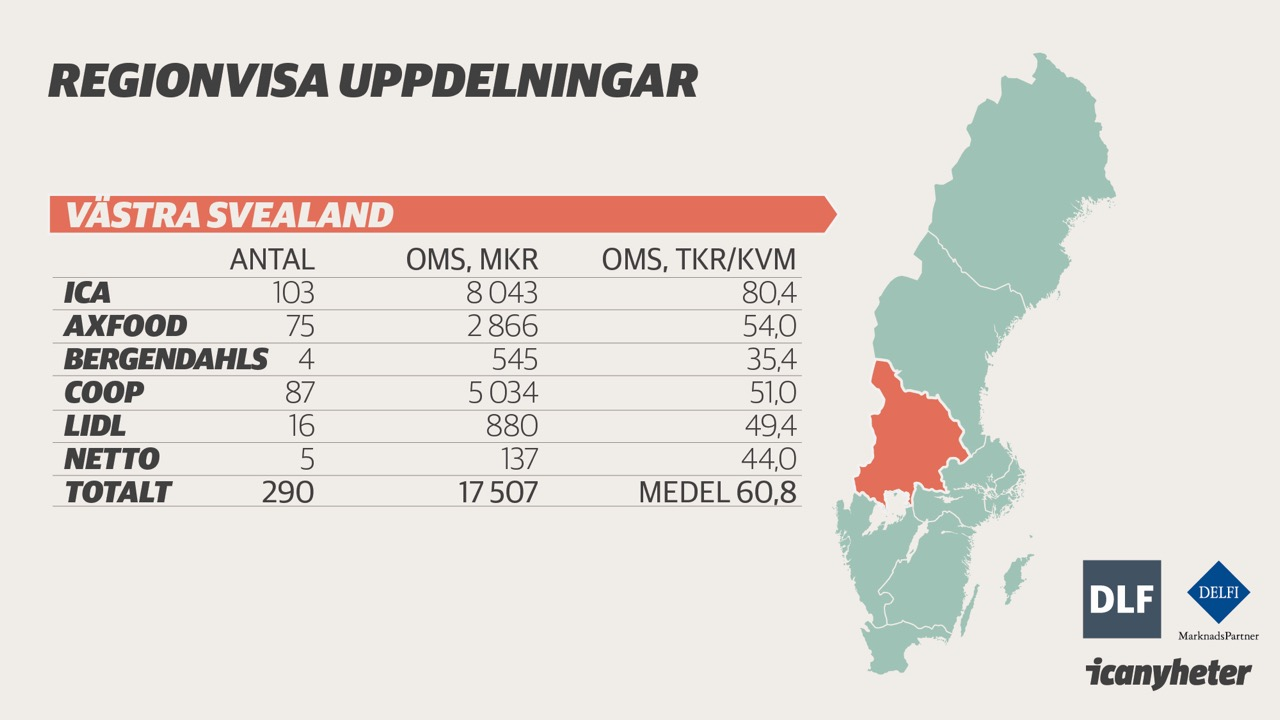 REGIONVISA UPPDELNINGAR
VÄSTRA SVEALAND
ANTAL OMS, MKR OMS, TKR/KVM
ICA 103 8 043 80,4
AXFOOD 75 2 866 54,0
BERGENDAHLS 4 545 35,4
COOP 87 5 034 51,0
LIDL 16 880 49,4
NETTO 5 137 44,0
TOTALT 290 17 507 MEDEL 60,8
DLF
DELFI
MarknadsPartner
icanyheter